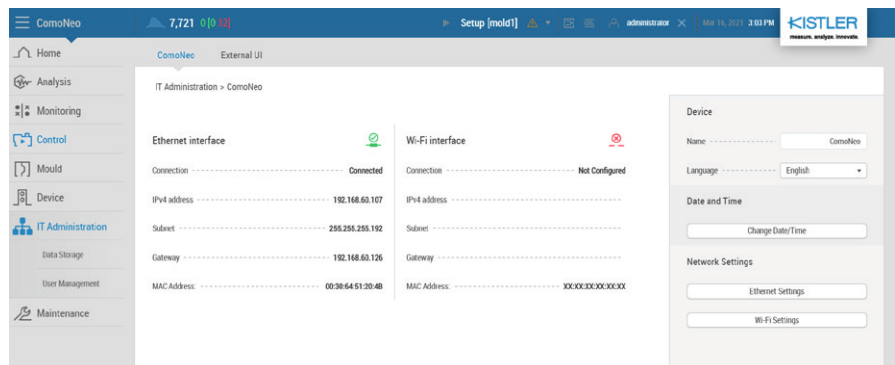 ComoNeo
7,721 0 [0 12]
Setup [mold1]
administrator
Mar 16, 2021 3:03 PM
KISTLER
measure. analyze. innovate.
Home
Analysis
Monitoring
Control
Mould
Device
IT Administration
Data Storage
User Management
Maintenance
ComoNeo
External UI
IT Administration > ComoNeo
Ethernet interface
Connection Connected
IPv4 address 192.168.60.107
Subnet 255.255.255.192
Gateway 192.168.60.126
MAC Address: 00:30:64:51:20:4B
Wi-Fi interface
Connection Not Configured
IPv4 address
Subnet
Gateway
MAC Address: XX:XX:XX:XX:XX:XX
Device
Name ComoNeo
Language English
Date and Time
Change Date/Time
Network Settings
Ethernet Settings
Wi-Fi Settings